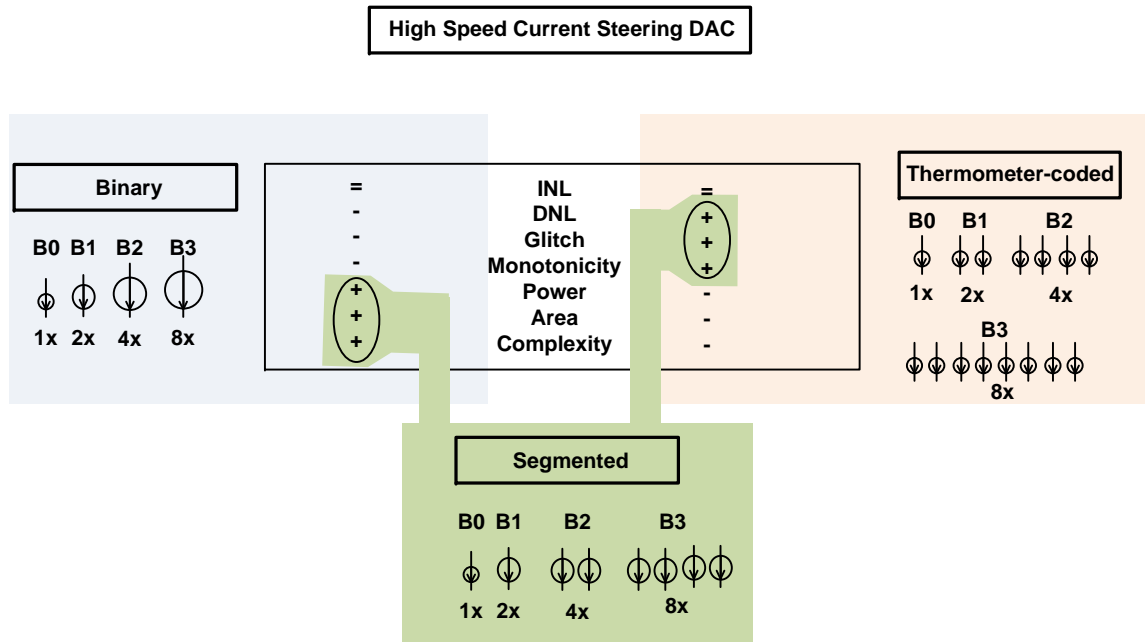 High Speed Current Steering DAC
Binary
B0 B1 B2 B3
1x 2x 4x 8x
= INL =
- DNL +
- Glitch +
- Monotonicity +
+ Power -
+ Area -
+ Complexity -
Thermometer-coded
B0 B1 B2
1x 2x 4x
B3
8x
Segmented
B0 B1 B2 B3
1x 2x 4x 8x